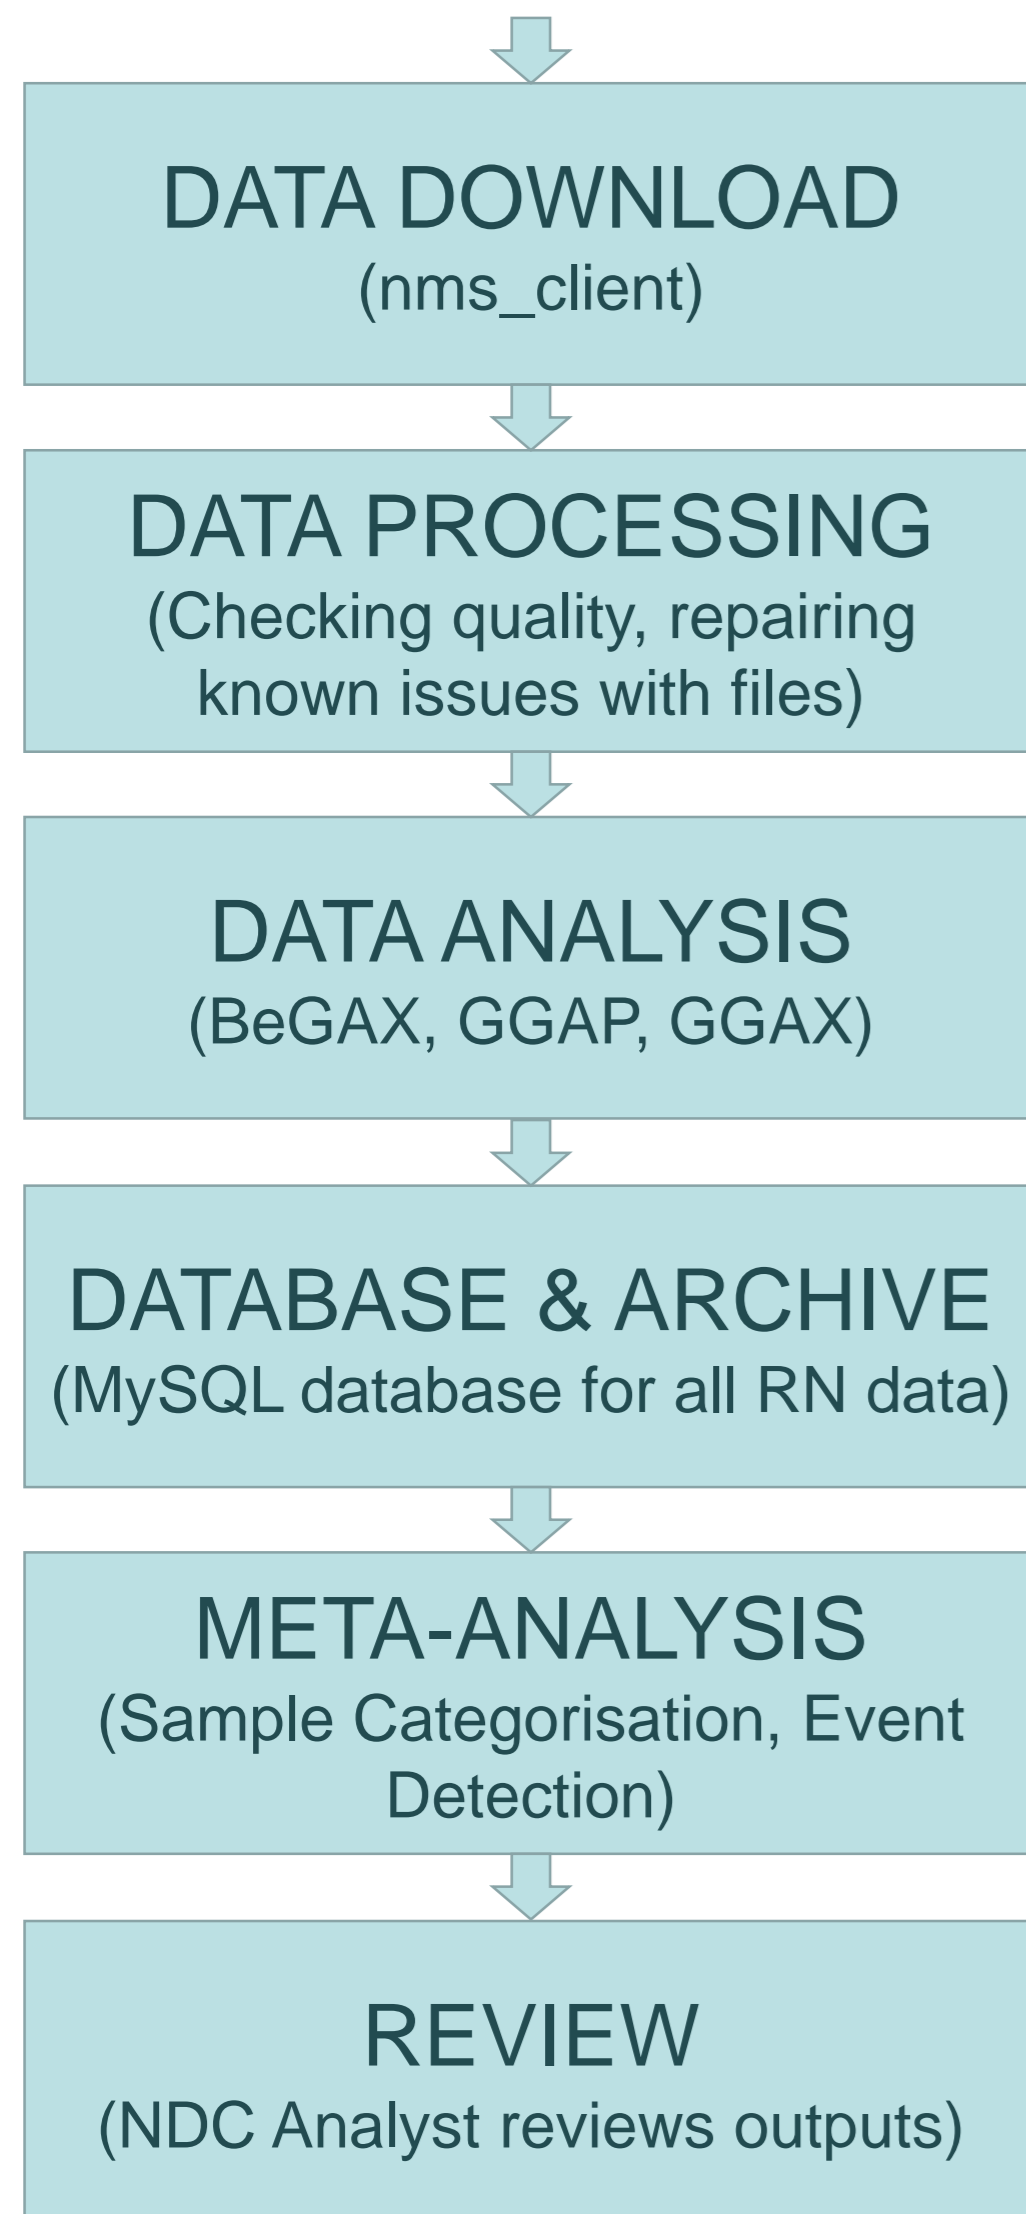 DATA DOWNLOAD
(nms_client)
DATA PROCESSING
(Checking quality, repairing
known issues with files)
DATA ANALYSIS
(BeGAX, GGAP, GGAX)
DATABASE & ARCHIVE
(MySQL database for all RN data)
META-ANALYSIS
(Sample Categorisation, Event
Detection)
REVIEW
(NDC Analyst reviews outputs)